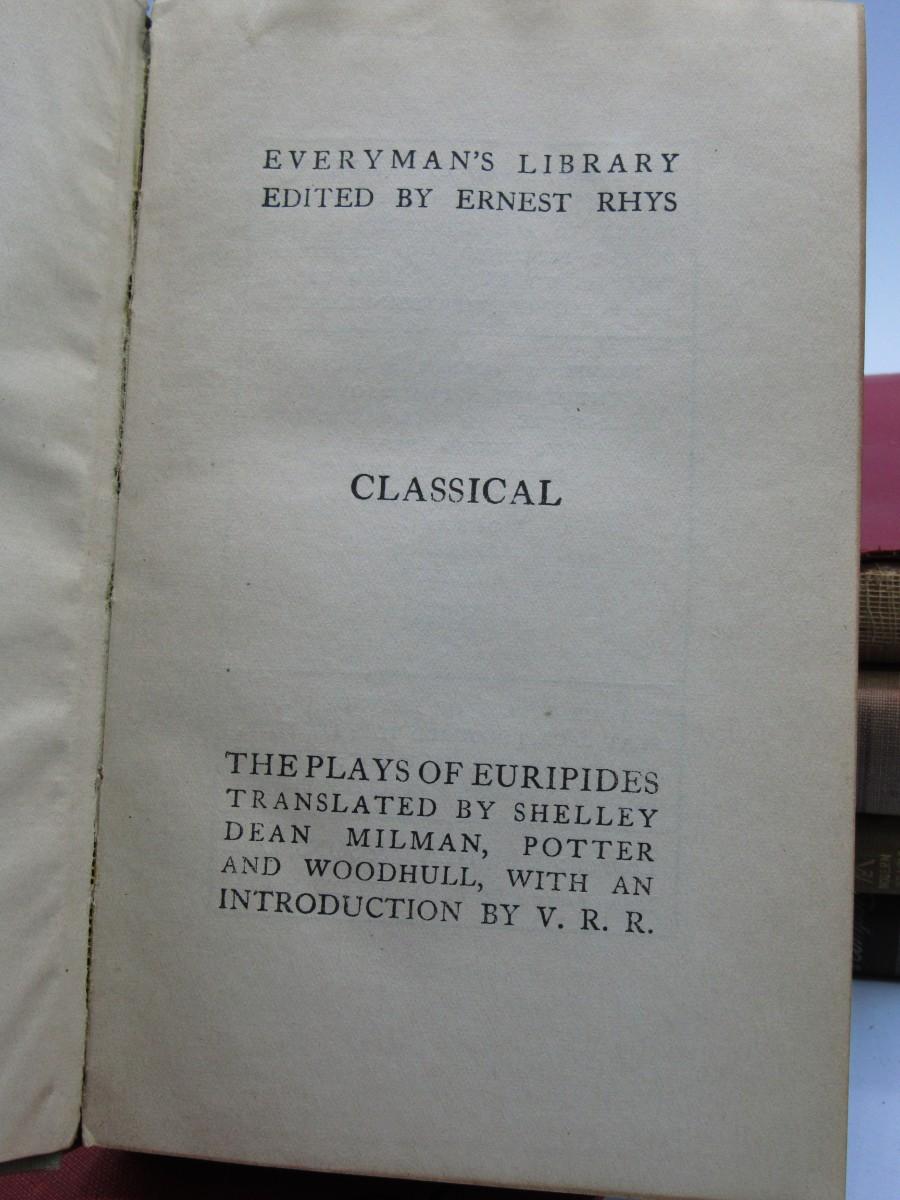 EVERYMAN'S LIBRARY
EDITED BY ERNEST RHYS
CLASSICAL
THE PLAYS OF EURIPIDES
TRANSLATED BY SHELLEY
DEAN MILMAN, POTTER
AND WOODHULL, WITH AN
INTRODUCTION BY V. R. R.
MODERN